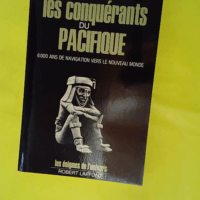 les conquérants
DU
PACIFIQUE
6000 ANS DE NAVIGATION VERS LE NOUVEAU MONDE
les énigmes de l'univers
ROBERT LAFFONT